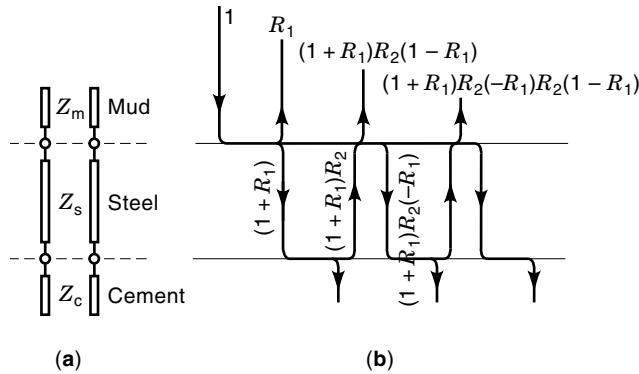 1
R₁
(1 + R₁)R₂(1 − R₁)
(1 + R₁)R₂(−R₁)R₂(1 − R₁)
Zₘ Mud
Zₛ Steel
Z꜀ Cement
(1 + R₁)
(1 + R₁)R₂
(1 + R₁)R₂(−R₁)
(a)
(b)